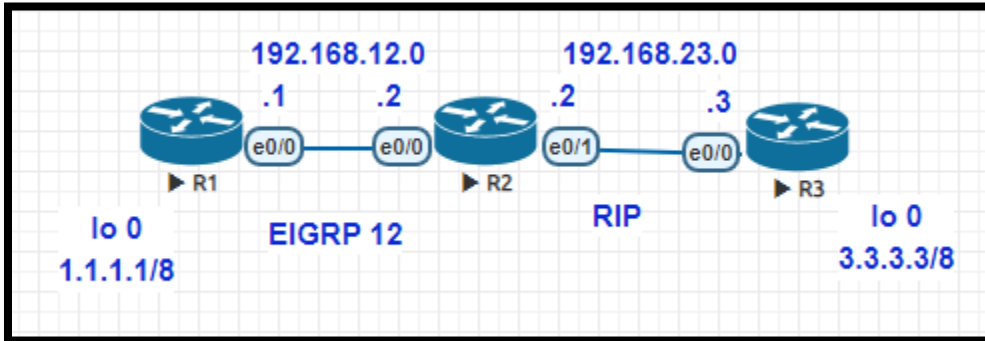 192.168.12.0
192.168.23.0
.1
.2
.2
.3
e0/0
e0/0
e0/1
e0/0
R1
R2
R3
lo 0
1.1.1.1/8
EIGRP 12
RIP
lo 0
3.3.3.3/8